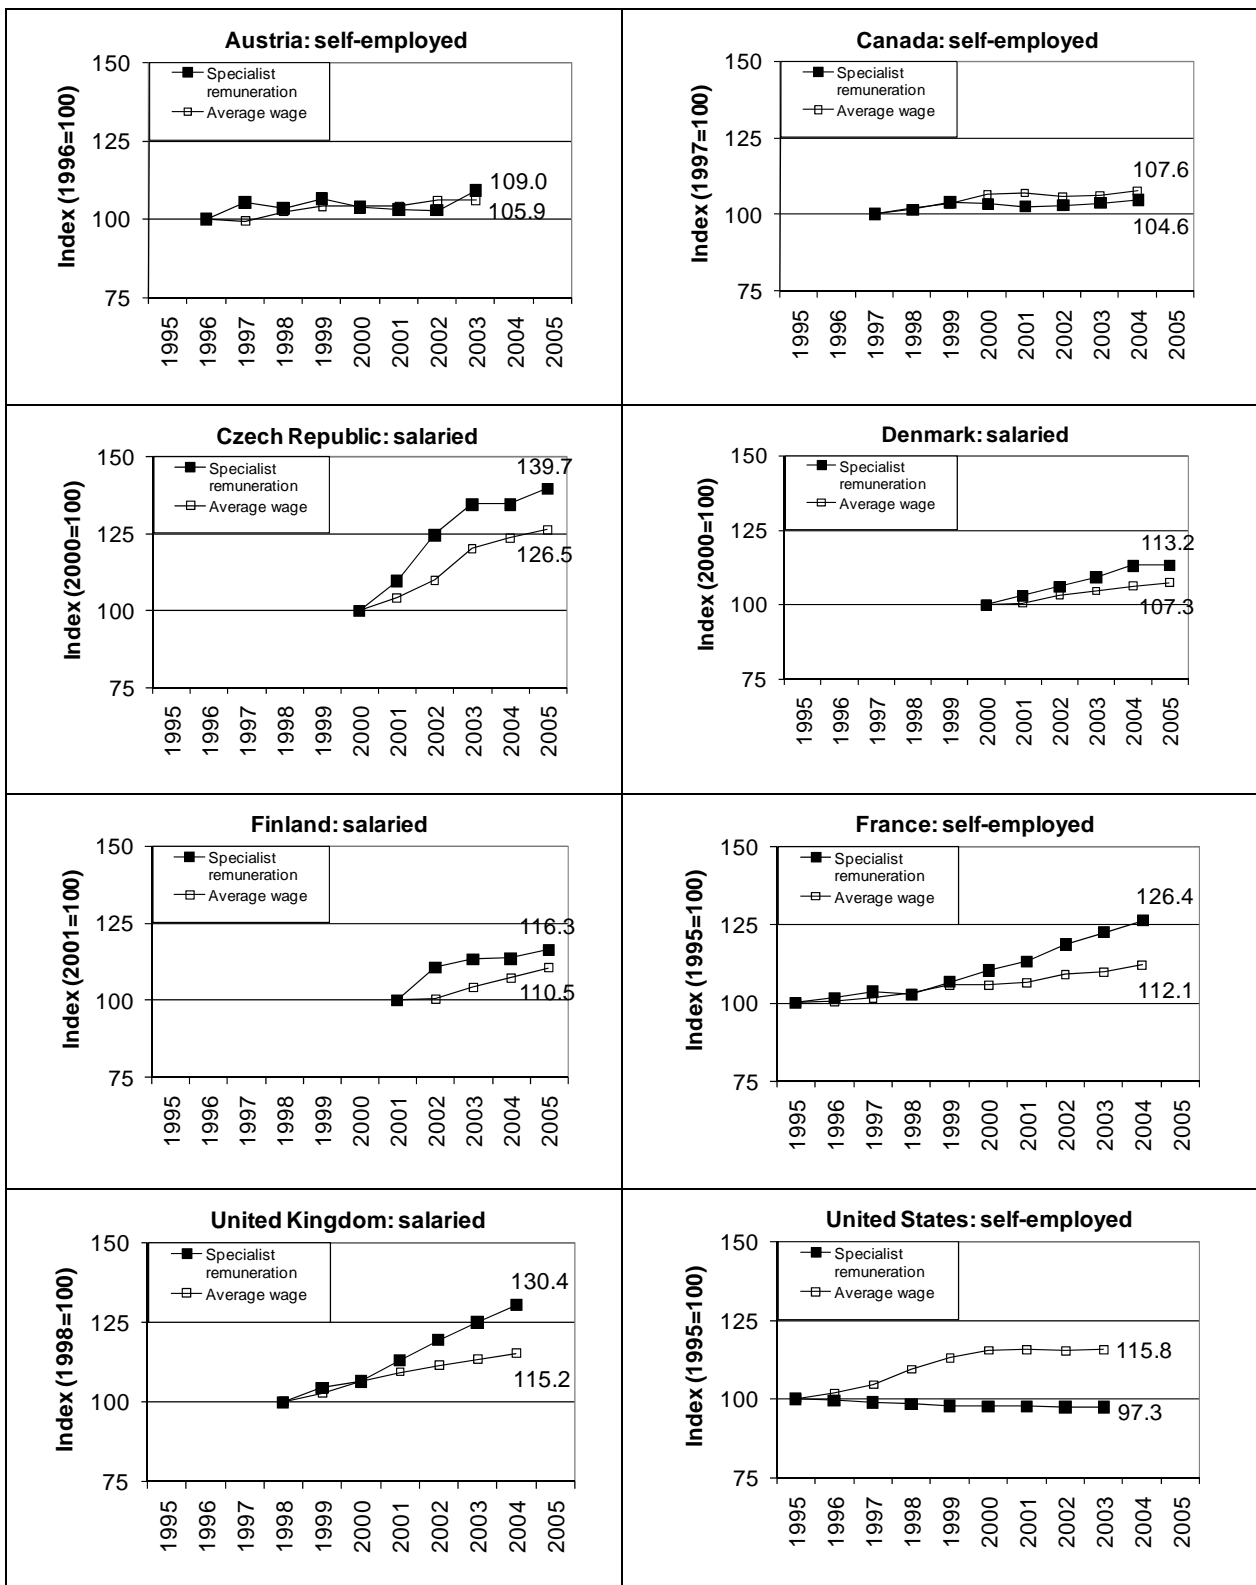 Austria: self-employed
Index (1996=100)
150
125
100
75
Specialist
remuneration
Average wage
109.0
105.9
1995 1996 1997 1998 1999 2000 2001 2002 2003 2004 2005
Canada: self-employed
Index (1997=100)
150
125
100
75
Specialist
remuneration
Average wage
107.6
104.6
1995 1996 1997 1998 1999 2000 2001 2002 2003 2004 2005
Czech Republic: salaried
Index (2000=100)
150
125
100
75
Specialist
remuneration
Average wage
139.7
126.5
1995 1996 1997 1998 1999 2000 2001 2002 2003 2004 2005
Denmark: salaried
Index (2000=100)
150
125
100
75
Specialist
remuneration
Average wage
113.2
107.3
1995 1996 1997 1998 1999 2000 2001 2002 2003 2004 2005
Finland: salaried
Index (2001=100)
150
125
100
75
Specialist
remuneration
Average wage
116.3
110.5
1995 1996 1997 1998 1999 2000 2001 2002 2003 2004 2005
France: self-employed
Index (1995=100)
150
125
100
75
Specialist
remuneration
Average wage
126.4
112.1
1995 1996 1997 1998 1999 2000 2001 2002 2003 2004 2005
United Kingdom: salaried
Index (1998=100)
150
125
100
75
Specialist
remuneration
Average wage
130.4
115.2
1995 1996 1997 1998 1999 2000 2001 2002 2003 2004 2005
United States: self-employed
Index (1995=100)
150
125
100
75
Specialist
remuneration
Average wage
115.8
97.3
1995 1996 1997 1998 1999 2000 2001 2002 2003 2004 2005